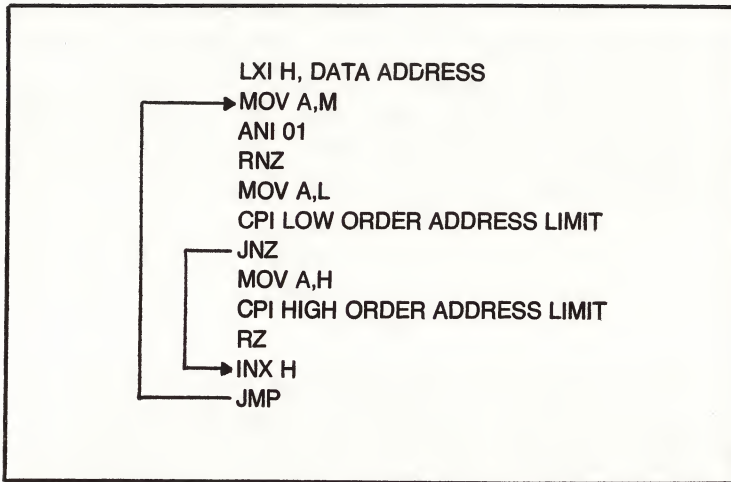 LXI H, DATA ADDRESS
MOV A,M
ANI 01
RNZ
MOV A,L
CPI LOW ORDER ADDRESS LIMIT
JNZ
MOV A,H
CPI HIGH ORDER ADDRESS LIMIT
RZ
INX H
JMP